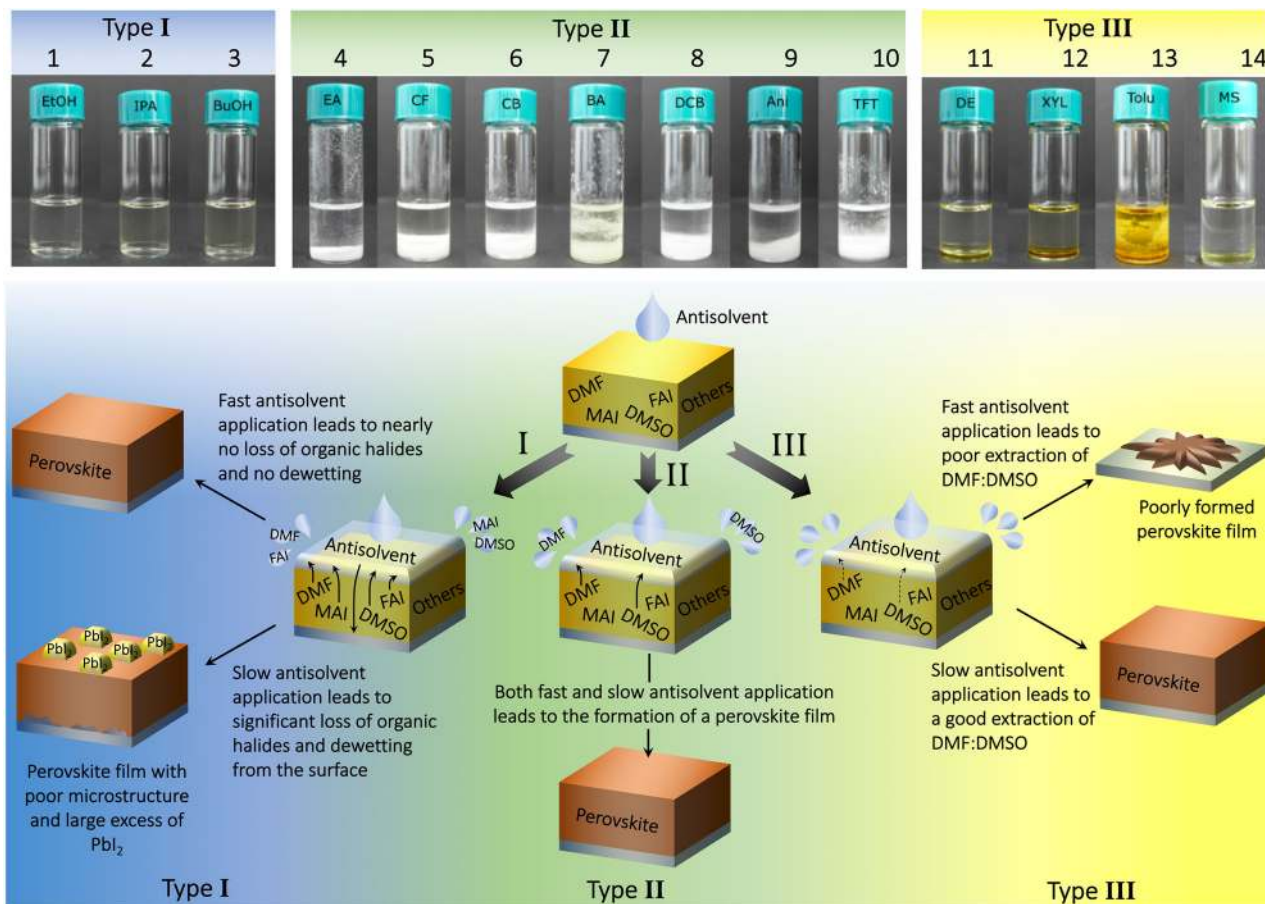 Type I
1 2 3
EtOH IPA BuOH
Type II
4 5 6 7 8 9 10
EA CF CB BA DCB Ani TFT
Type III
11 12 13 14
DE XYL Tolu MS
Antisolvent
DMF
MAI
FAI
DMSO
Others
I
II
III
Perovskite
Fast antisolvent
application leads to nearly
no loss of organic halides
and no dewetting
DMF
FAI
MAI
DMSO
Antisolvent
DMF
MAI
DMSO
FAI
Others
PbI₂
PbI₂
PbI₂
PbI₂
PbI₂
Slow antisolvent
application leads to
significant loss of organic
halides and dewetting
from the surface
Perovskite film with
poor microstructure
and large excess of
PbI₂
DMF
DMSO
Antisolvent
DMF
MAI
DMSO
FAI
Others
Both fast and slow antisolvent application
leads to the formation of a perovskite film
Perovskite
Antisolvent
DMF
MAI
DMSO
FAI
Others
Fast antisolvent
application leads to
poor extraction of
DMF:DMSO
Poorly formed
perovskite film
Slow antisolvent
application leads to
a good extraction of
DMF:DMSO
Perovskite
Type I
Type II
Type III